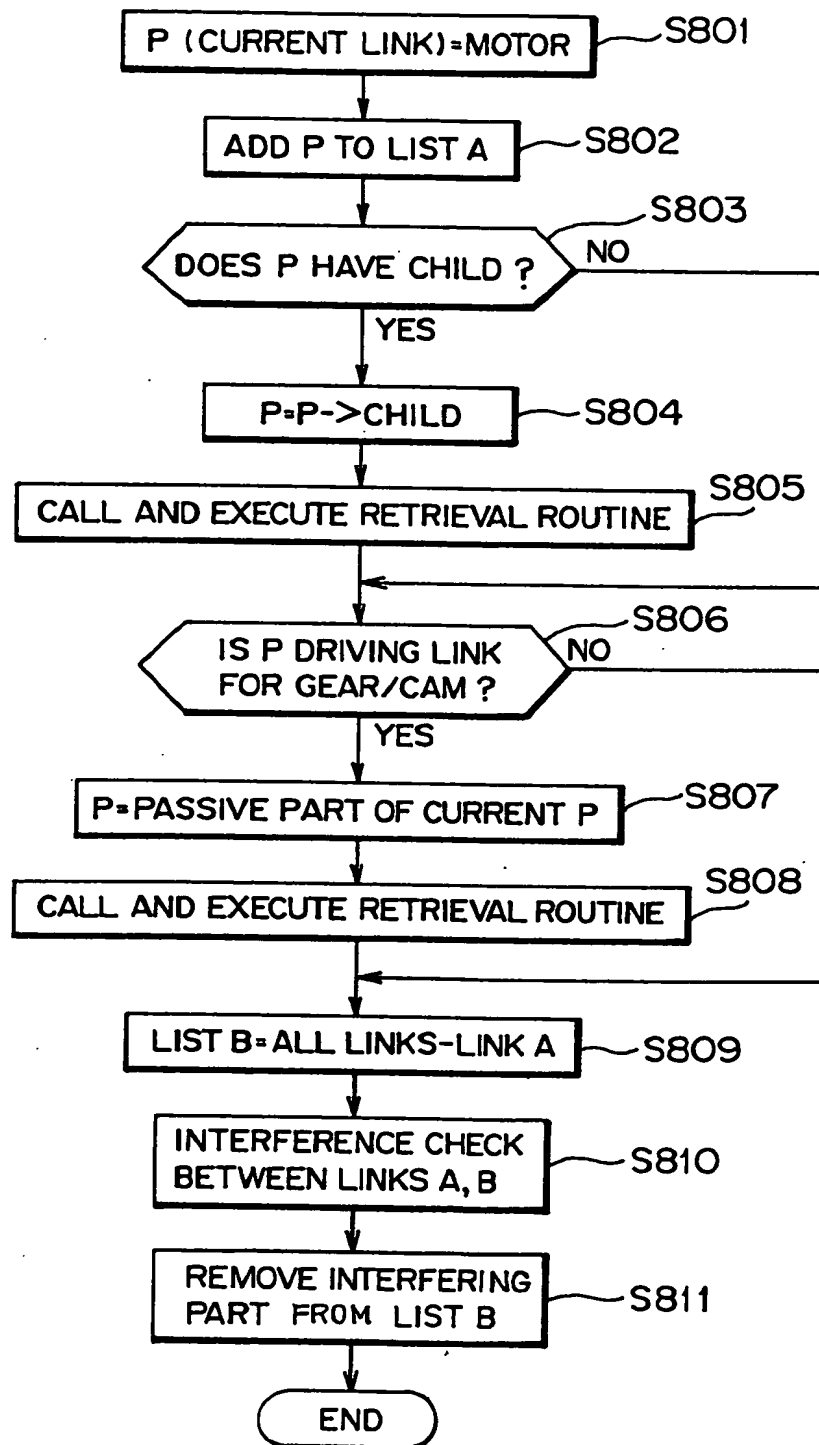 P (CURRENT LINK)=MOTOR
S801
ADD P TO LIST A
S802
S803
DOES P HAVE CHILD ?
NO
YES
P=P->CHILD
S804
S805
CALL AND EXECUTE RETRIEVAL ROUTINE
S806
IS P DRIVING LINK
FOR GEAR/CAM ?
NO
YES
P=PASSIVE PART OF CURRENT P
S807
S808
CALL AND EXECUTE RETRIEVAL ROUTINE
LIST B=ALL LINKS-LINK A
S809
INTERFERENCE CHECK
BETWEEN LINKS A, B
S810
REMOVE INTERFERING
PART FROM LIST B
S811
END